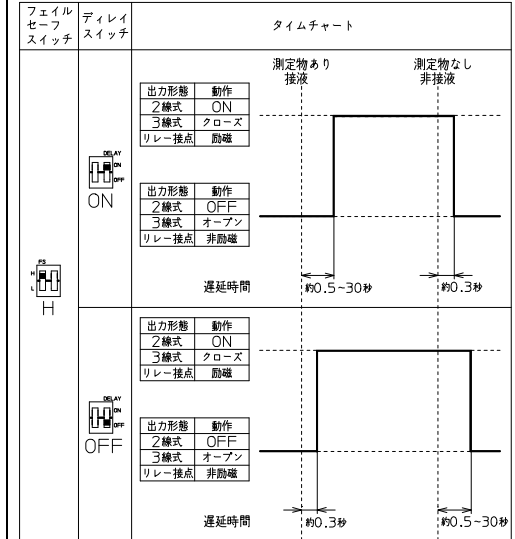 フェイル
セーフ
スイッチ
ディレイ
スイッチ
タイムチャート
測定物あり
接液
測定物なし
非接液
出力形態 動作
2線式 ON
3線式 クローズ
リレー接点 励磁
DELAY
ON
OFF
ON
出力形態 動作
2線式 OFF
3線式 オープン
リレー接点 非励磁
遅延時間 約0.5~30秒 約0.3秒
FS
H
L
H
出力形態 動作
2線式 ON
3線式 クローズ
リレー接点 励磁
DELAY
ON
OFF
OFF
出力形態 動作
2線式 OFF
3線式 オープン
リレー接点 非励磁
遅延時間 約0.3秒 約0.5~30秒